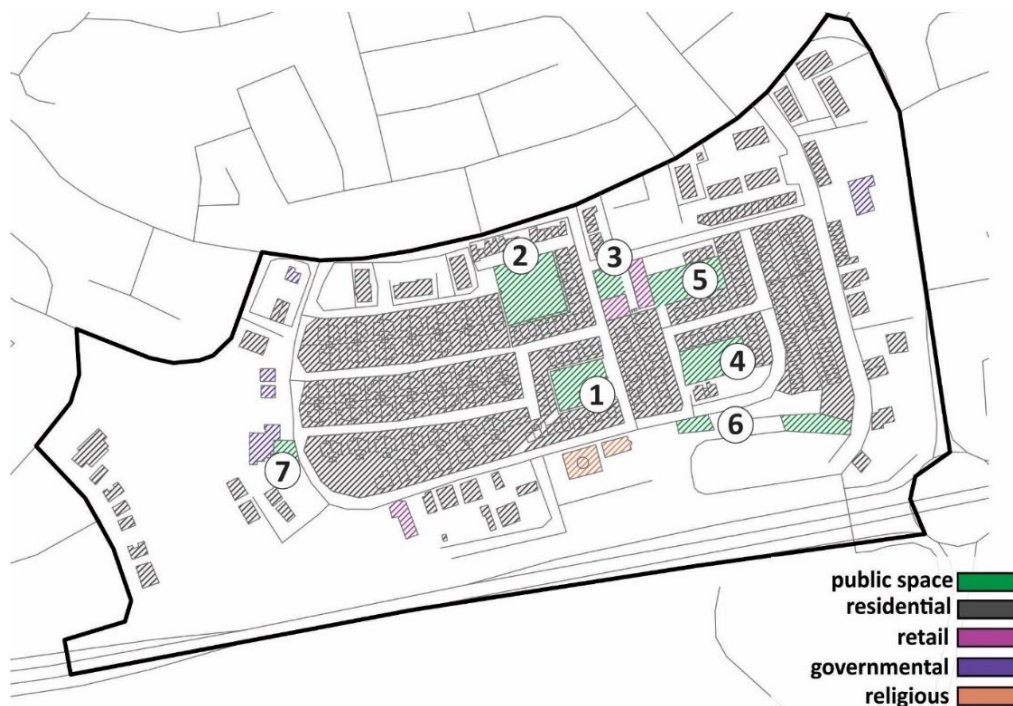 2
3
5
4
1
6
7
public space
residential
retail
governmental
religious